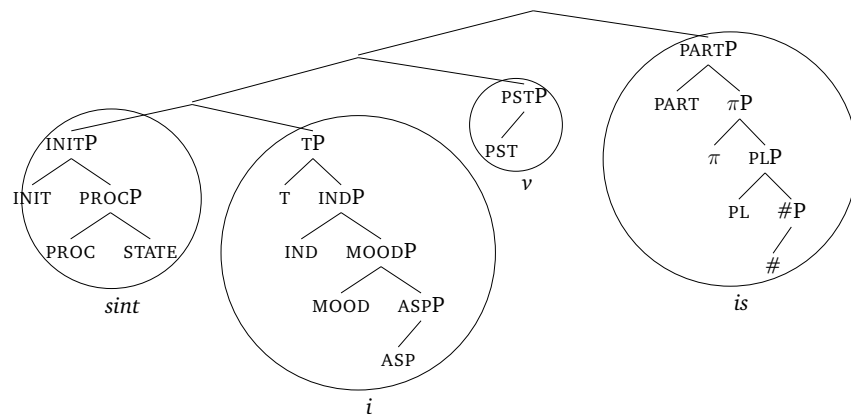 PARTP
PSTP
PART πP
INITP TP PST π PLP
INIT PROCP T INDP v PL #P
PROC STATE IND MOODP #
sint MOOD ASPP is
ASP
i